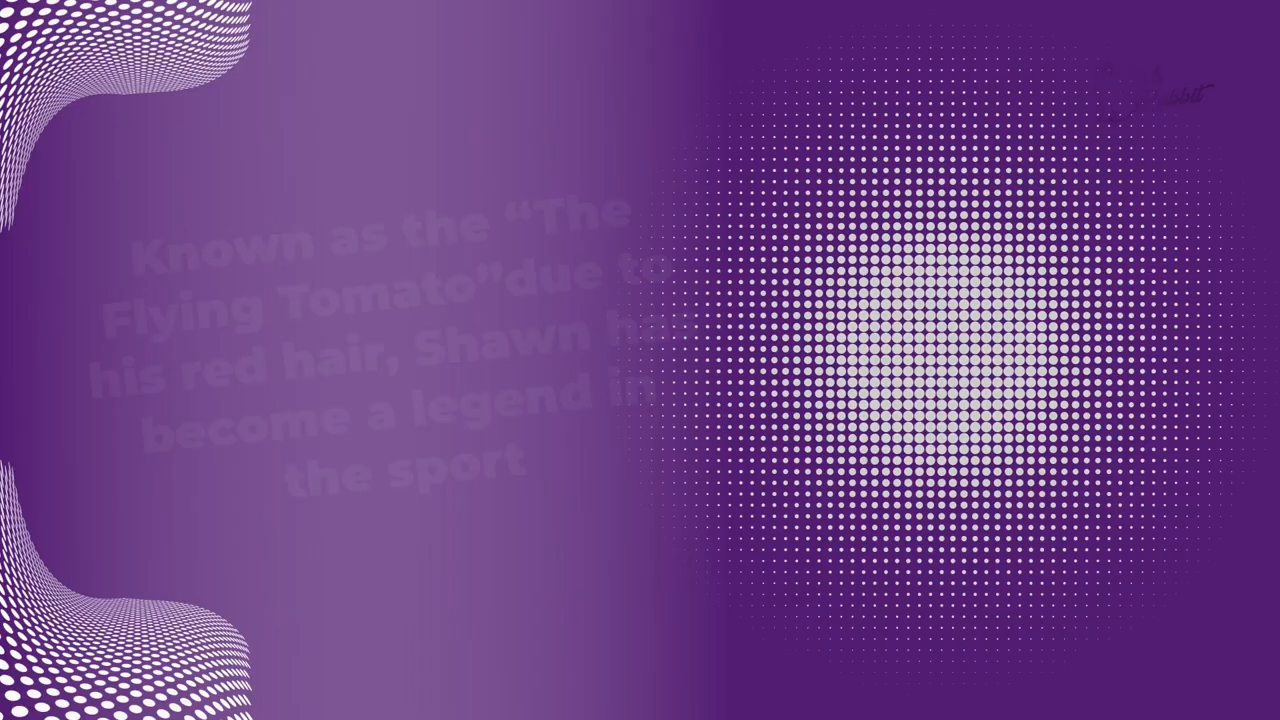 Known as the “The
Flying Tomato”due to
his red hair, Shawn has
become a legend in
the sport